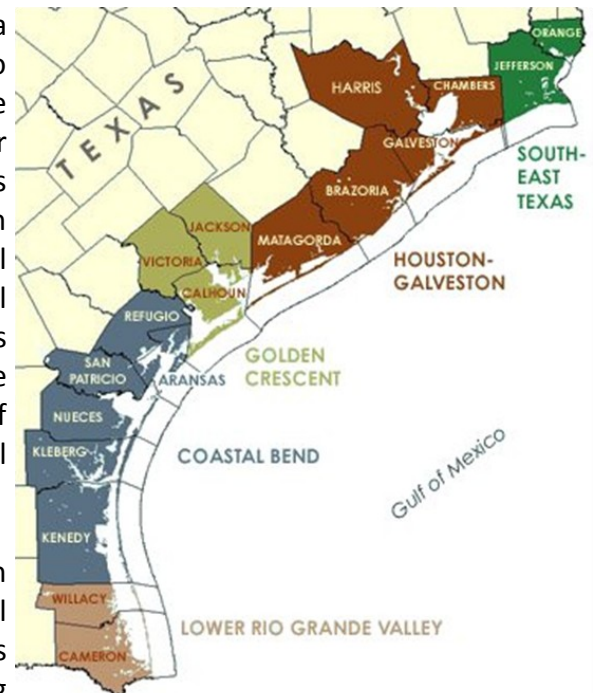 ORANGE
JEFFERSON
CHAMBERS
HARRIS
GALVESTON
TEXAS
SOUTH-
EAST
TEXAS
BRAZORIA
JACKSON
MATAGORDA
VICTORIA
HOUSTON-
GALVESTON
CALHOUN
REFUGIO
GOLDEN
CRESCENT
SAN
PATRICIO
ARANSAS
NUECES
KLEBERG
COASTAL BEND
Gulf of Mexico
KENEDY
WILLACY
LOWER RIO GRANDE VALLEY
CAMERON